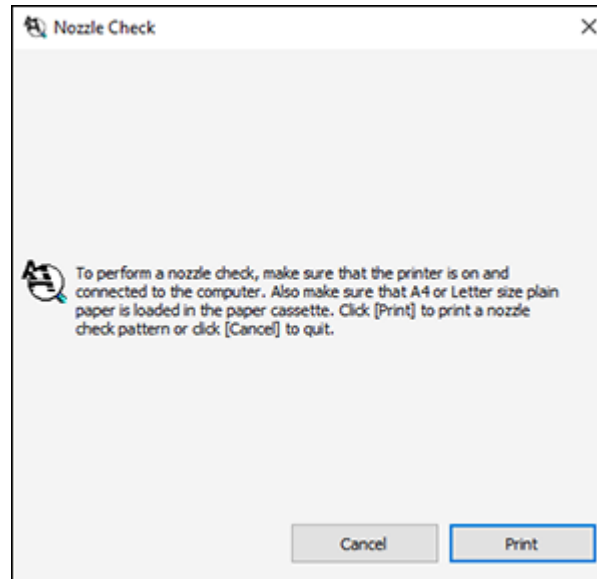 Nozzle Check
To perform a nozzle check, make sure that the printer is on and
connected to the computer. Also make sure that A4 or Letter size plain
paper is loaded in the paper cassette. Click [Print] to print a nozzle
check pattern or click [Cancel] to quit.
Cancel
Print